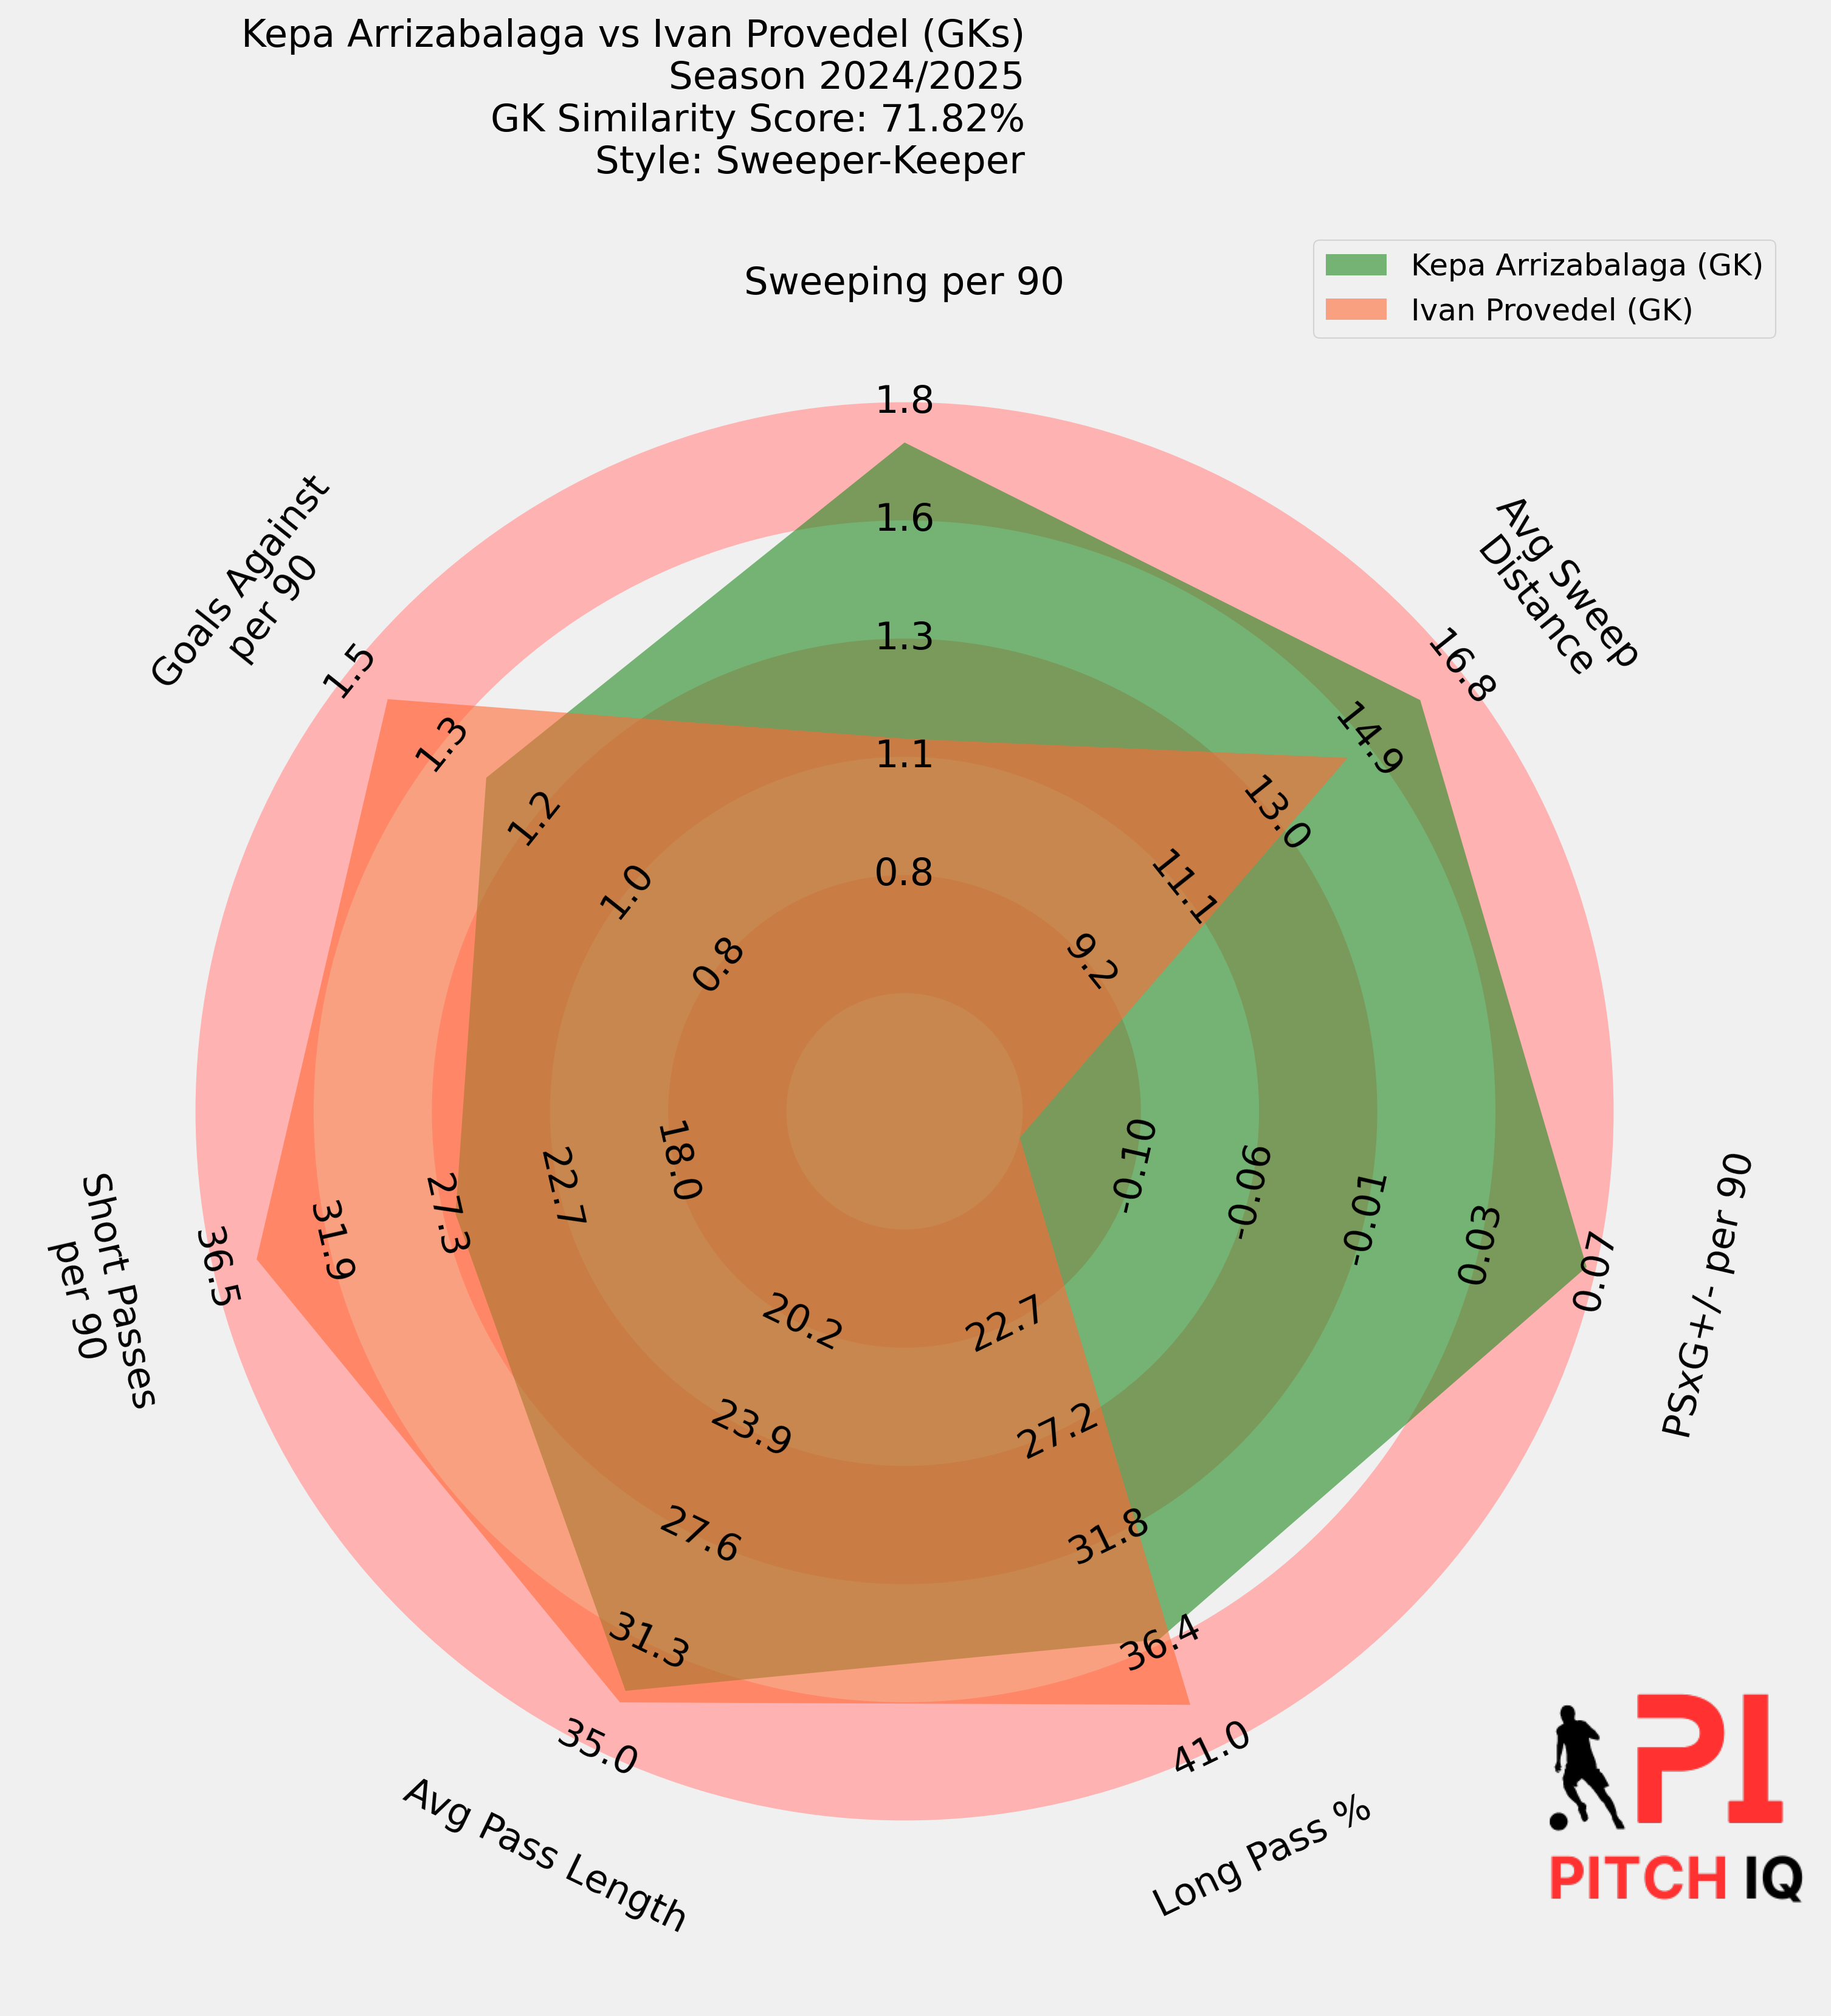 Kepa Arrizabalaga vs Ivan Provedel (GKs)
Season 2024/2025
GK Similarity Score: 71.82%
Style: Sweeper-Keeper
Kepa Arrizabalaga (GK)
Ivan Provedel (GK)
Sweeping per 90
1.8
1.6
1.3
1.1
0.8
Avg Sweep
Distance
16.8
14.9
13.0
11.1
9.2
PSxG+/- per 90
-0.10
-0.06
-0.01
0.03
0.07
Long Pass %
22.7
27.2
31.8
36.4
41.0
Avg Pass Length
20.2
23.9
27.6
31.3
35.0
Short Passes
per 90
18.0
22.7
27.3
31.9
36.5
Goals Against
per 90
1.5
1.3
1.2
1.0
0.8
PI
PITCH IQ